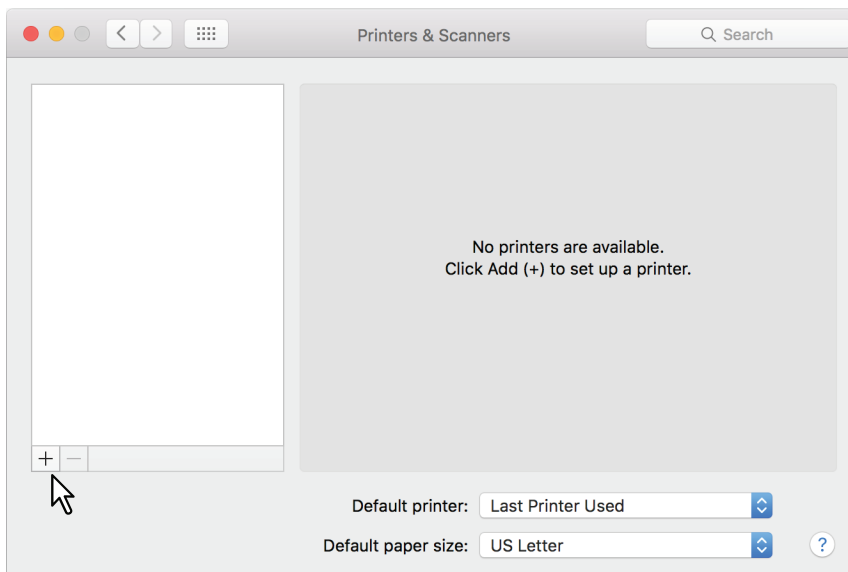 Printers & Scanners
Search
No printers are available.
Click Add (+) to set up a printer.
+ —
Default printer: Last Printer Used
Default paper size: US Letter ?